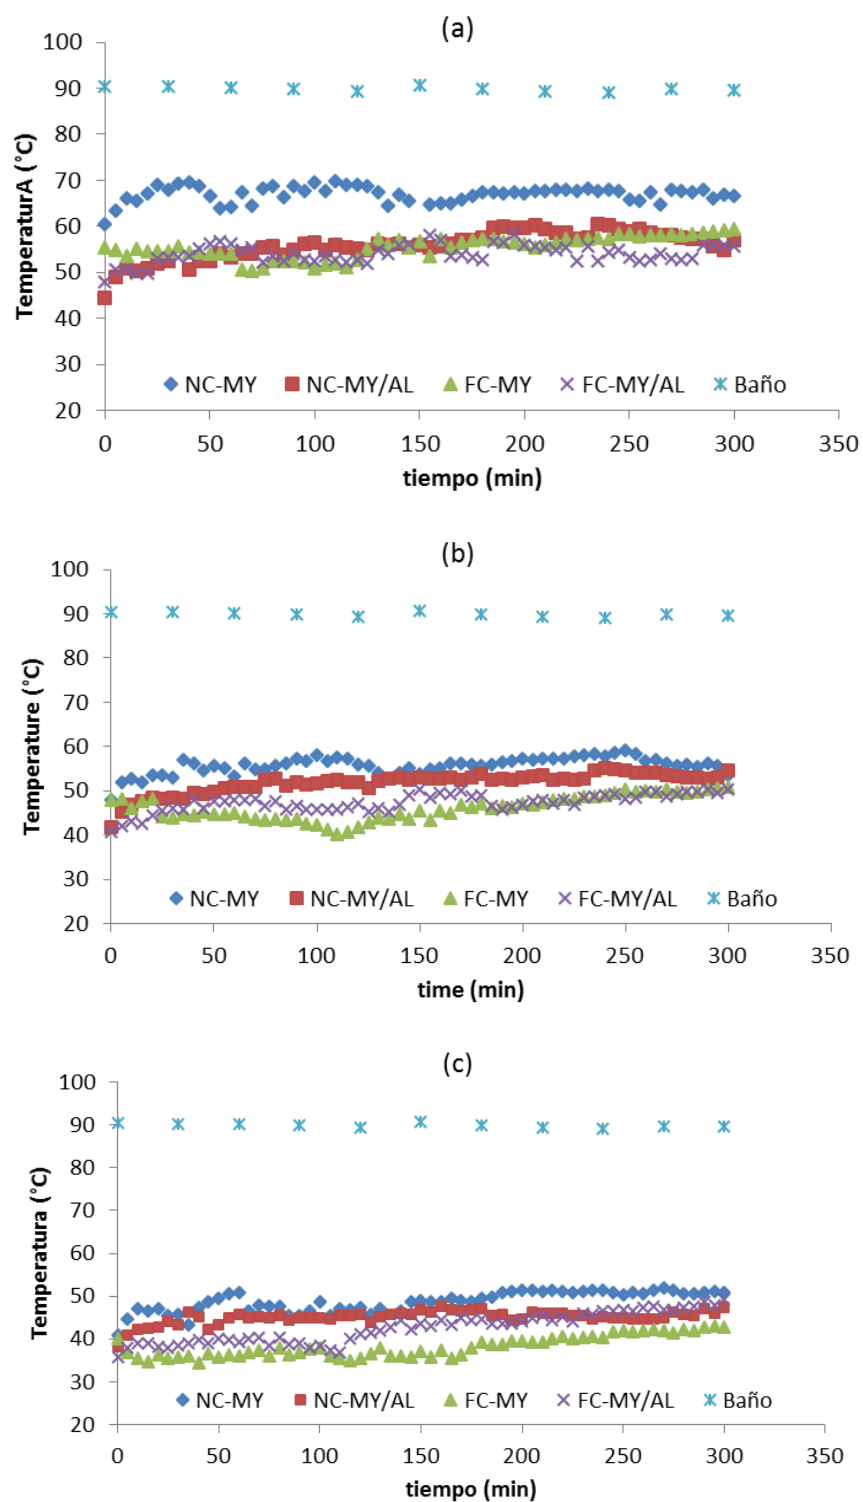 (a)
100
90
80
70
60
50
40
30
20
TemperaturA (°C)
NC-MY NC-MY/AL FC-MY FC-MY/AL Baño
0 50 100 150 200 250 300 350
tiempo (min)
(b)
100
90
80
70
60
50
40
30
20
Temperature (°C)
NC-MY NC-MY/AL FC-MY FC-MY/AL Baño
0 50 100 150 200 250 300 350
time (min)
(c)
100
90
80
70
60
50
40
30
20
Temperatura (°C)
NC-MY NC-MY/AL FC-MY FC-MY/AL Baño
0 50 100 150 200 250 300 350
tiempo (min)